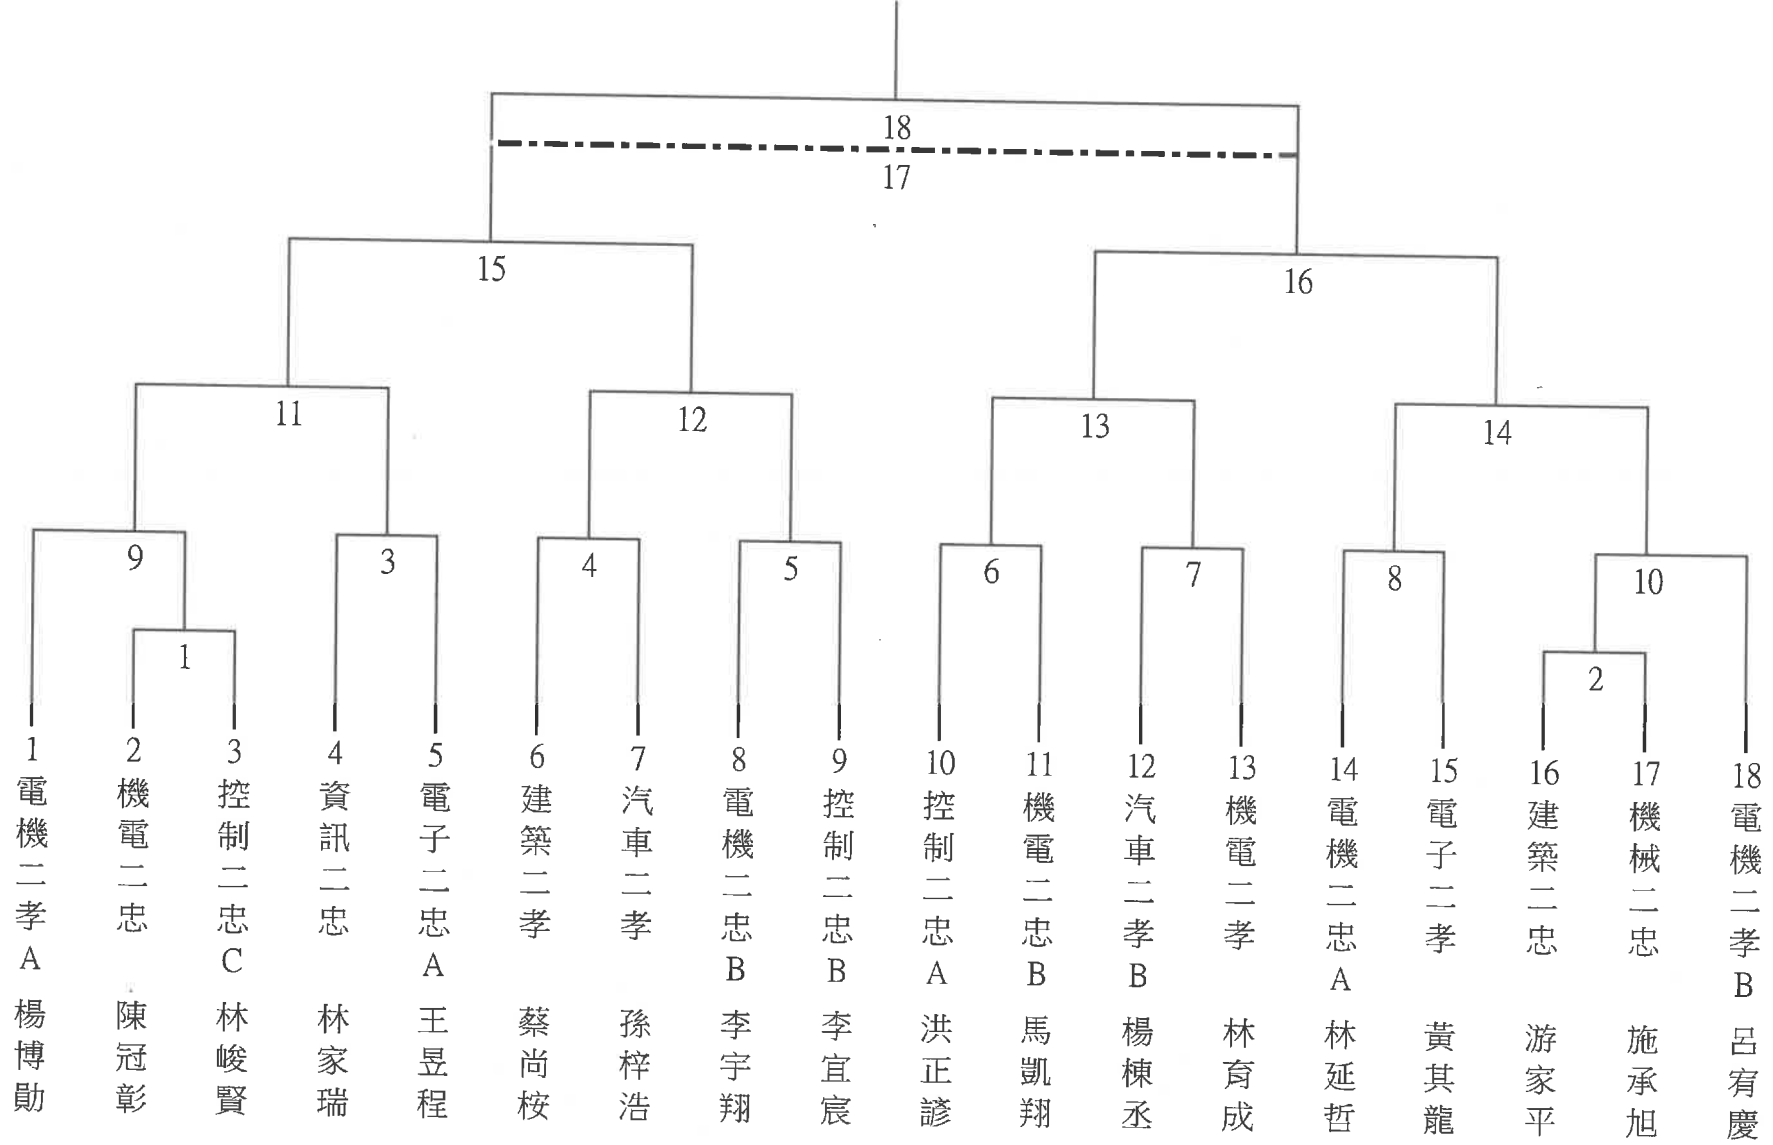 18
17
15
16
11
12
13
14
9
3
4
5
6
7
8
10
1
2
1 電機二孝A 楊博勛
2 機電二忠 陳冠彰
3 控制二忠C 林峻賢
4 資訊二忠 林家瑞
5 電子二忠A 王昱程
6 建築二孝 蔡尚桉
7 汽車二孝 孫梓浩
8 電機二忠B 李宇翔
9 控制二忠B 李宜宸
10 控制二忠A 洪正諺
11 機電二忠B 馬凱翔
12 汽車二孝B 楊棟丞
13 機電二孝 林育成
14 電機二忠A 林延哲
15 電子二孝 黃其龍
16 建築二忠 游家平
17 機械二忠 施承旭
18 電機二孝B 呂宥慶